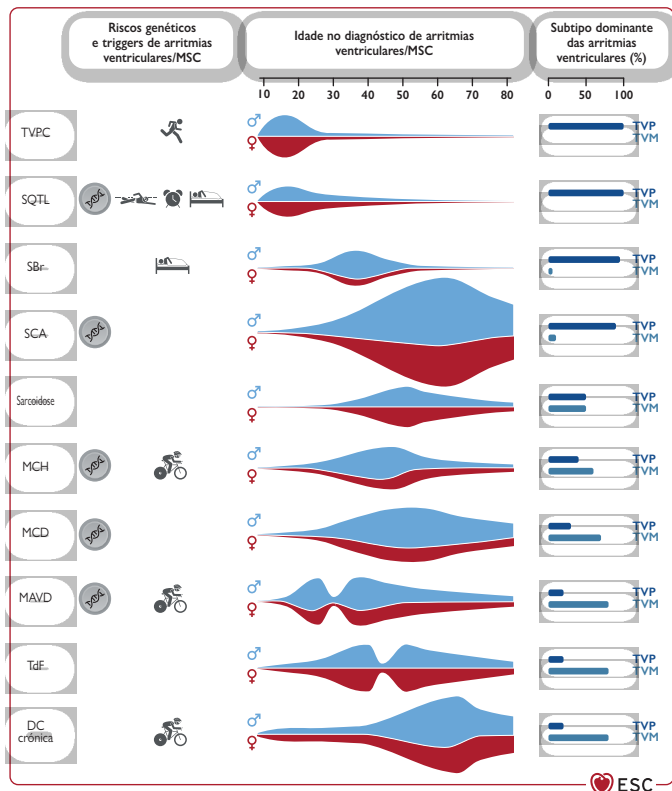 Riscos genéticos
e triggers de arritmias
ventriculares/MSC
Idade no diagnóstico de arritmias
ventriculares/MSC
Subtipo dominante
das arritmias
ventriculares (%)
10 20 30 40 50 60 70 80
0 50 100
TVPC
♂
♀
TVP
TVM
SQTL
♂
♀
TVP
TVM
SBr
♂
♀
TVP
TVM
SCA
♂
♀
TVP
TVM
Sarcoidose
♂
♀
TVP
TVM
MCH
♂
♀
TVP
TVM
MCD
♂
♀
TVP
TVM
MAVD
♂
♀
TVP
TVM
TdF
♂
♀
TVP
TVM
DC
crónica
♂
♀
TVP
TVM
ESC